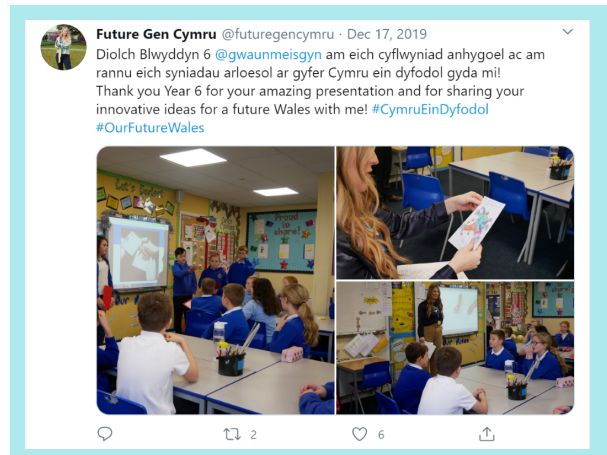 Future Gen Cymru @futuregencymru · Dec 17, 2019
Diolch Blwyddyn 6 @gwaunmeisgyn am eich cyflwyniad anhygoel ac am
rannu eich syniadau arloesol ar gyfer Cymru ein dyfodol gyda mi!
Thank you Year 6 for your amazing presentation and for sharing your
innovative ideas for a future Wales with me! #CymruEinDyfodol
#OurFutureWales
Proud
to
share!
2
6